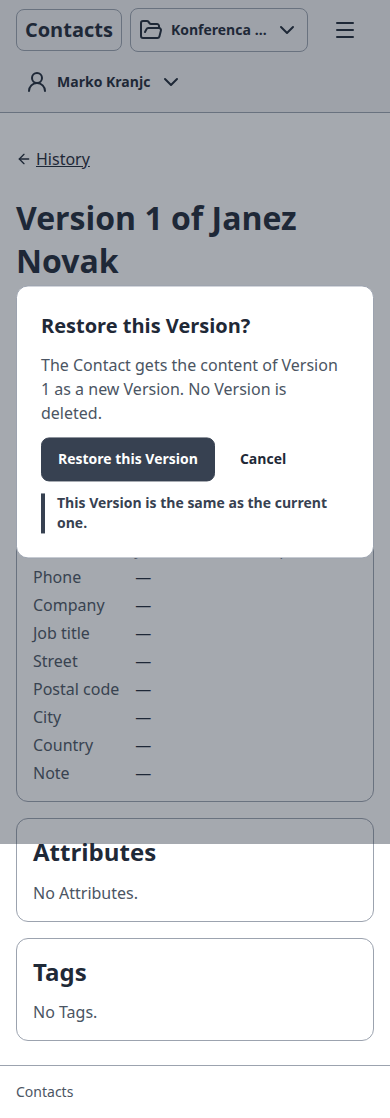 Contacts
Konferenca ...
Marko Kranjc
← History
Version 1 of Janez
Novak
Restore this Version?
The Contact gets the content of Version
1 as a new Version. No Version is
deleted.
Restore this Version
Cancel
This Version is the same as the current
one.
Phone —
Company —
Job title —
Street —
Postal code —
City —
Country —
Note —
Attributes
No Attributes.
Tags
No Tags.
Contacts